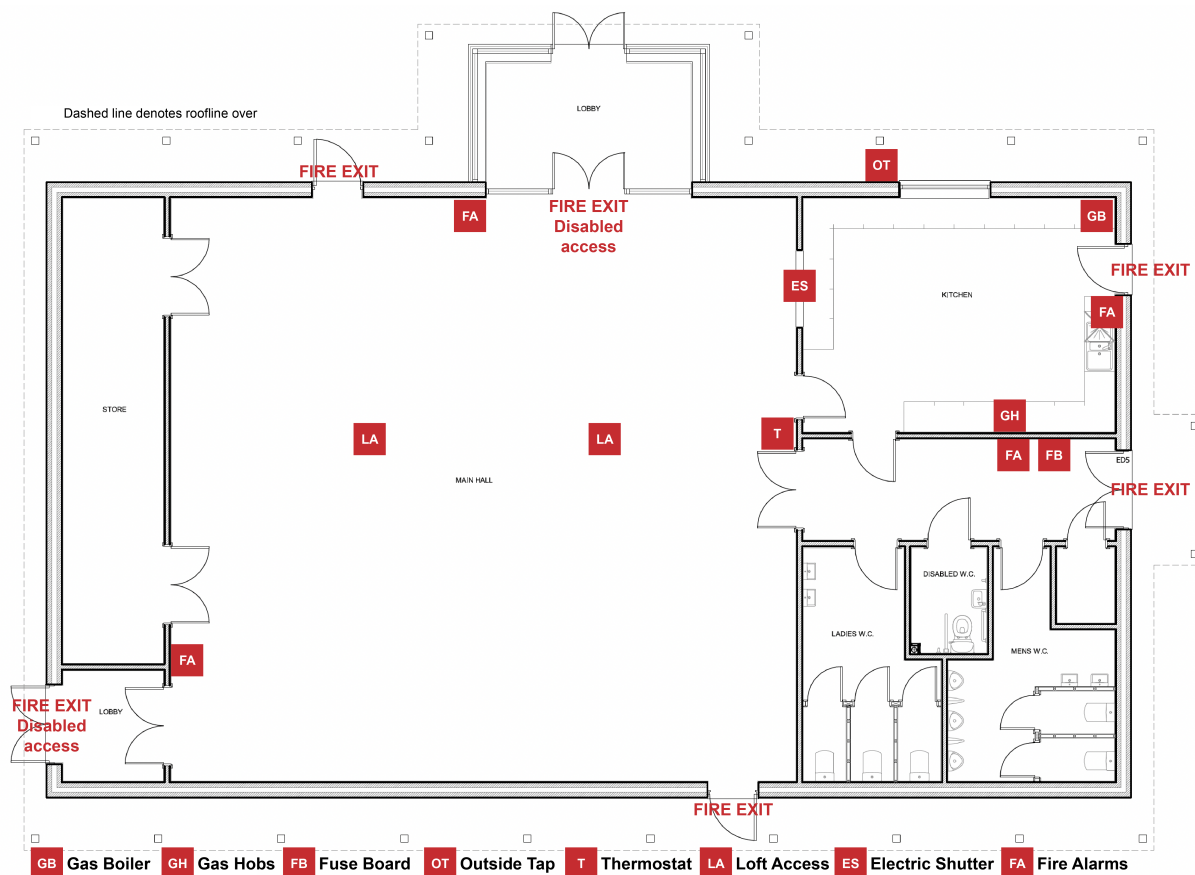 LOBBY
Dashed line denotes roofline over
OT
FIRE EXIT
FIRE EXIT
Disabled
access
FA
GB
FIRE EXIT
ES
KITCHEN
FA
STORE
GH
LA
LA
T
FA
FB
ED5
MAIN HALL
FIRE EXIT
DISABLED W.C.
LADIES W.C.
MENS W.C.
FA
FIRE EXIT
Disabled
access
LOBBY
FIRE EXIT
GB Gas Boiler GH Gas Hobs FB Fuse Board OT Outside Tap T Thermostat LA Loft Access ES Electric Shutter FA Fire Alarms